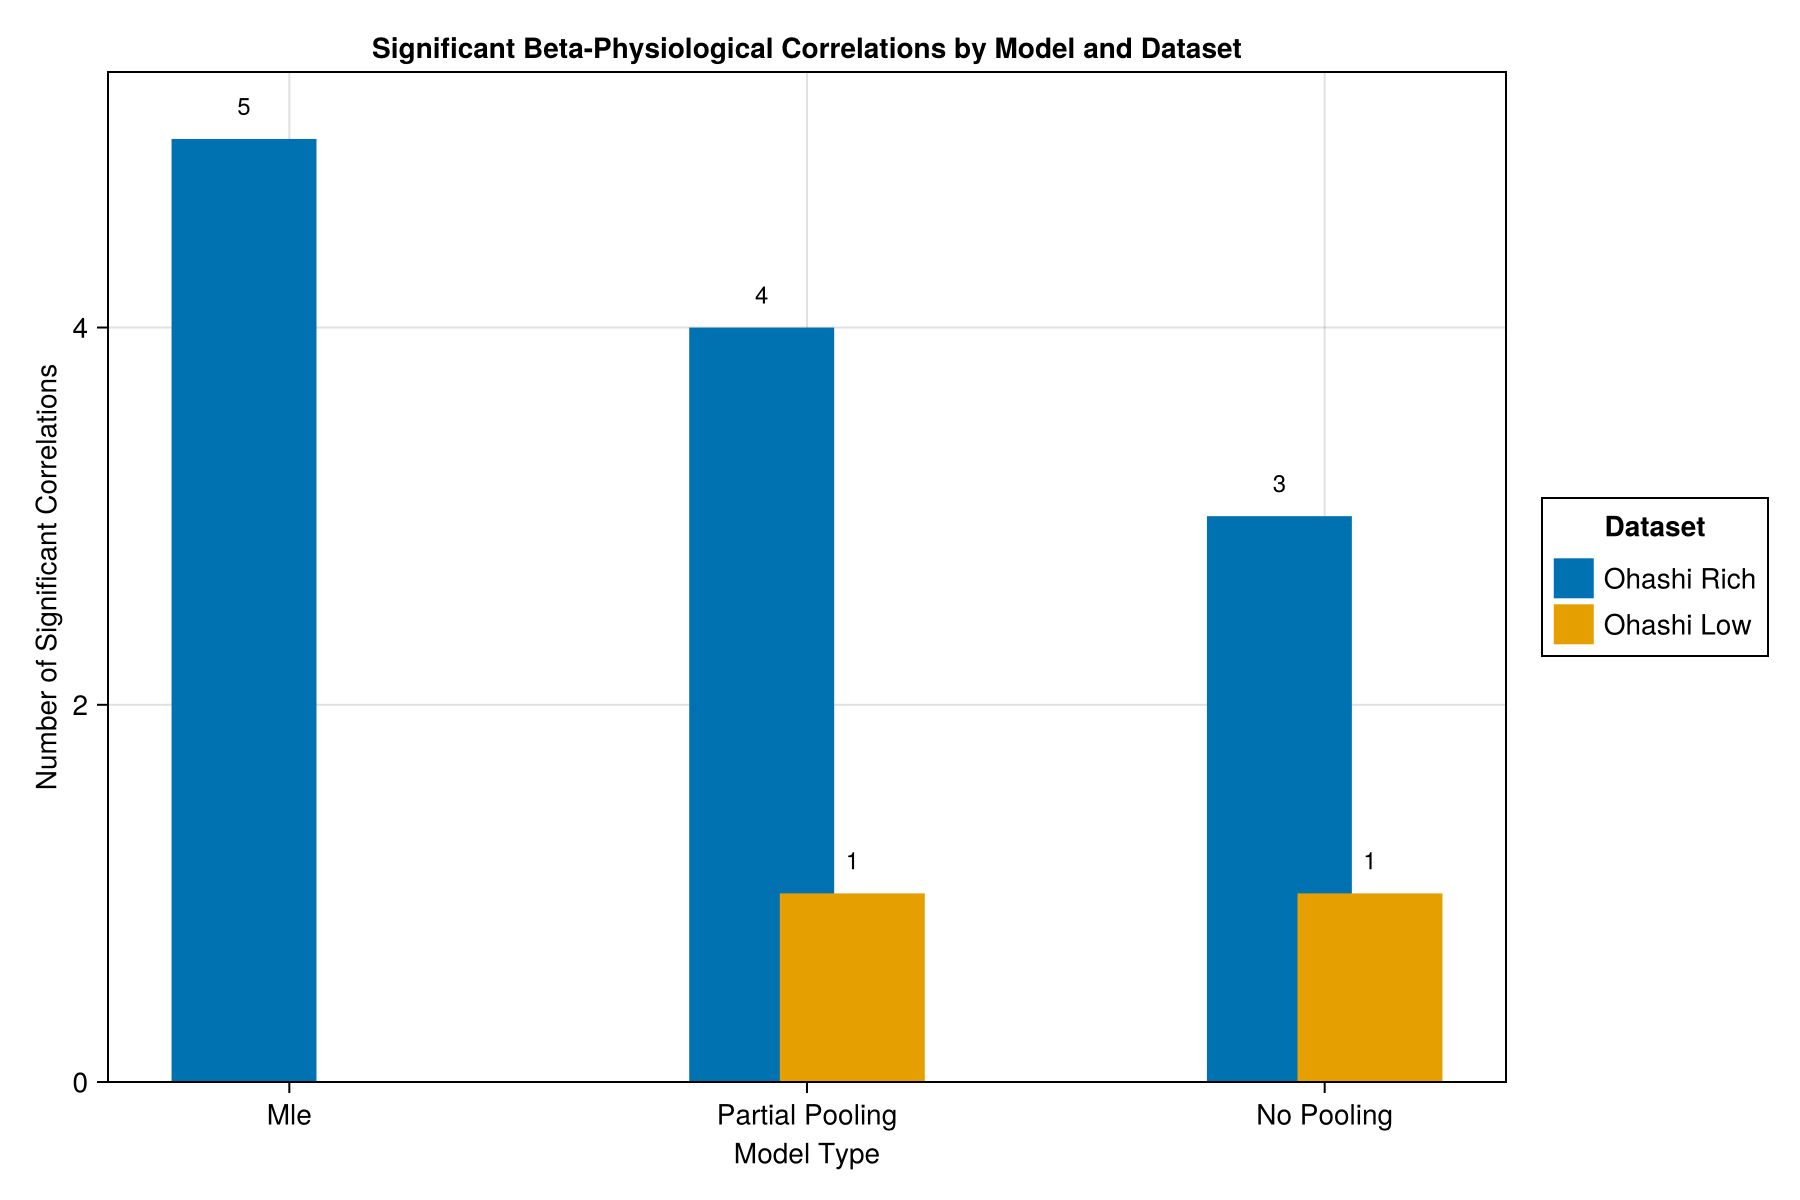 Significant Beta-Physiological Correlations by Model and Dataset
5
4
3
1
1
4
2
0
Number of Significant Correlations
Mle
Partial Pooling
No Pooling
Model Type
Dataset
Ohashi Rich
Ohashi Low